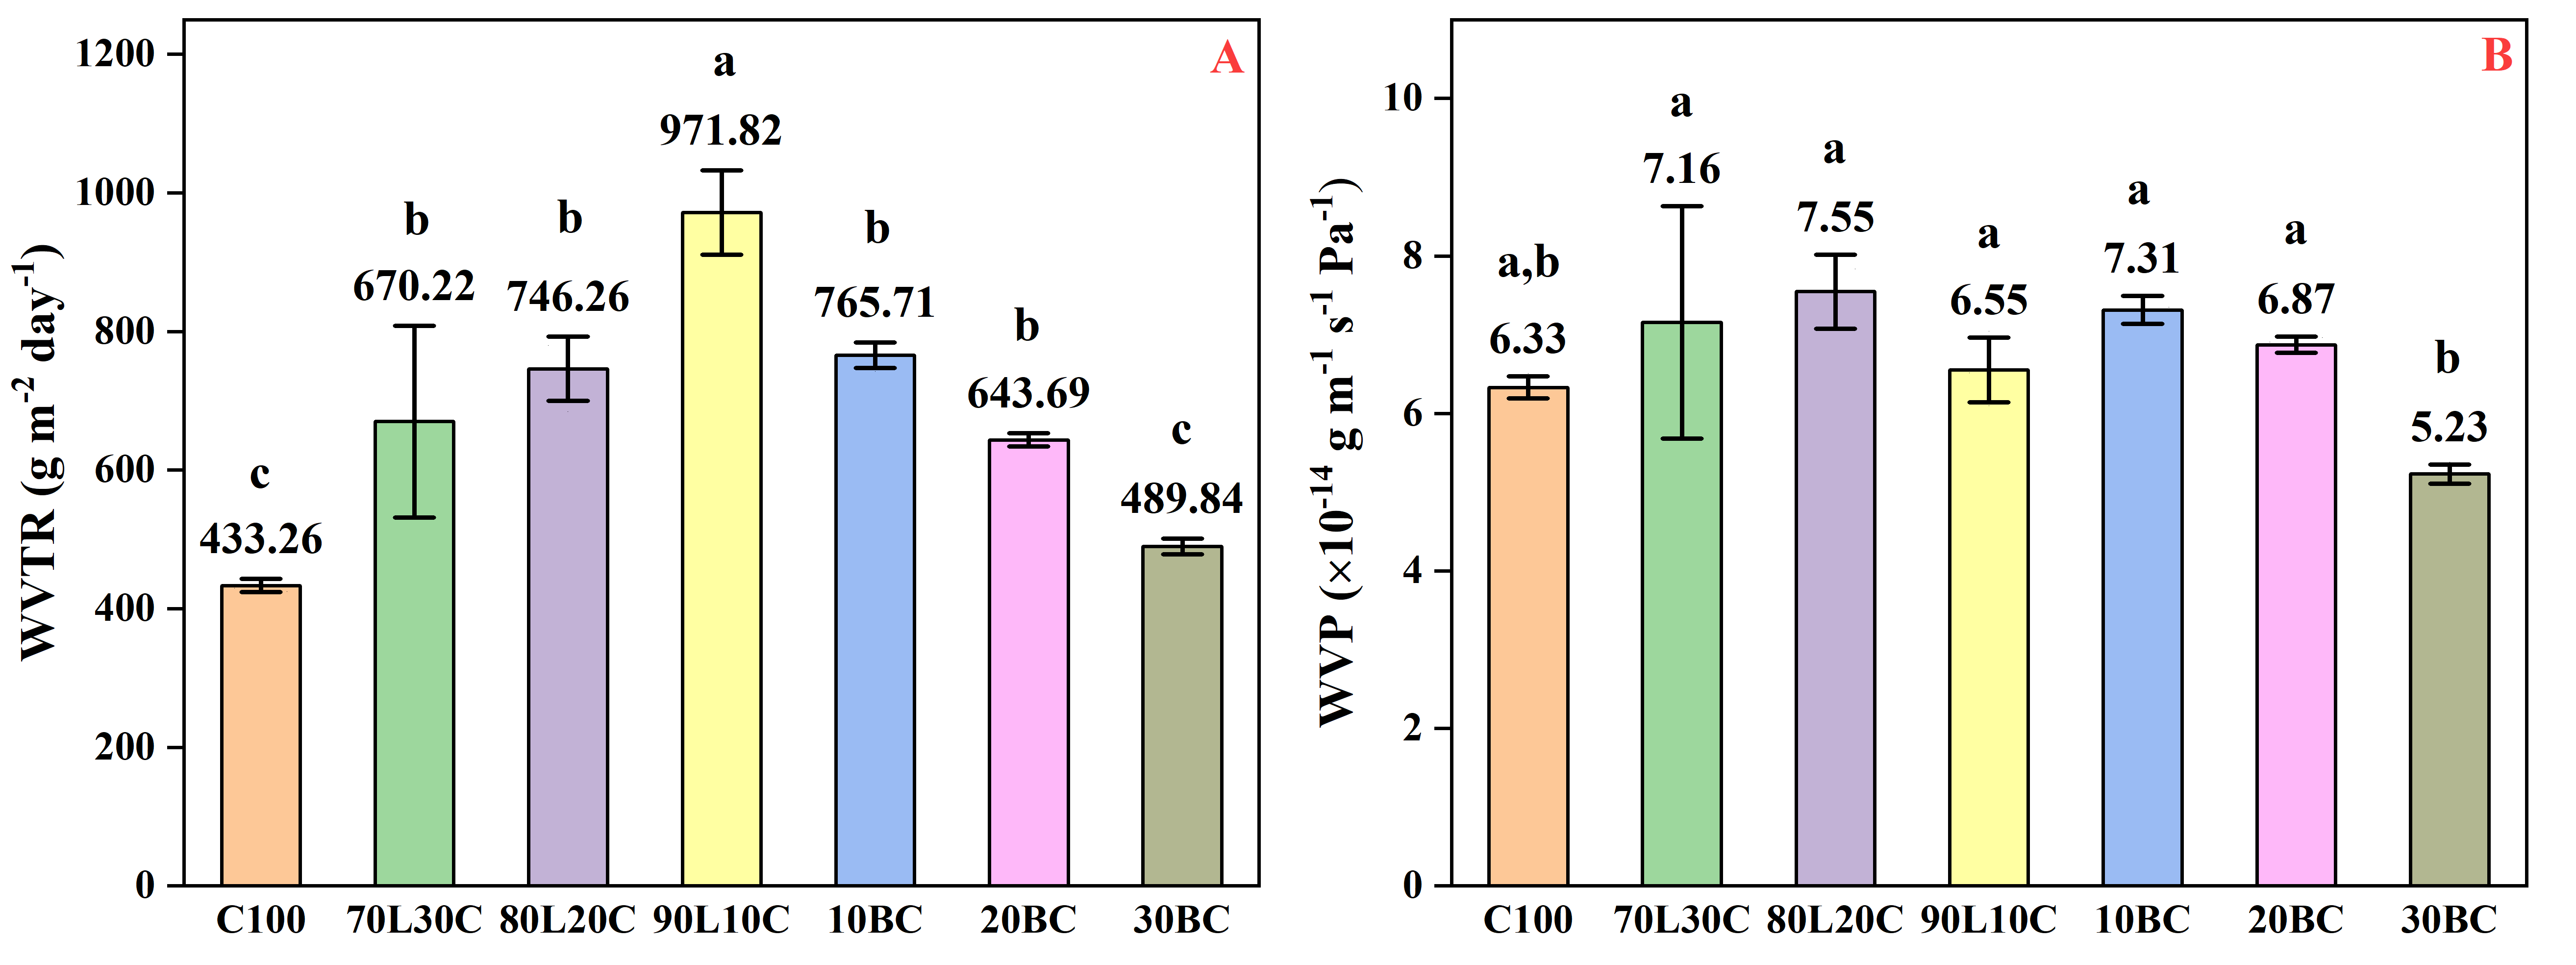 A
WVTR (g m⁻² day⁻¹)
1200
1000
800
600
400
200
0
c
433.26
b
670.22
b
746.26
a
971.82
b
765.71
b
643.69
c
489.84
C100 70L30C 80L20C 90L10C 10BC 20BC 30BC
B
WVP (×10⁻¹⁴ g m⁻¹ s⁻¹ Pa⁻¹)
10
8
6
4
2
0
a,b
6.33
a
7.16
a
7.55
a
6.55
a
7.31
a
6.87
b
5.23
C100 70L30C 80L20C 90L10C 10BC 20BC 30BC